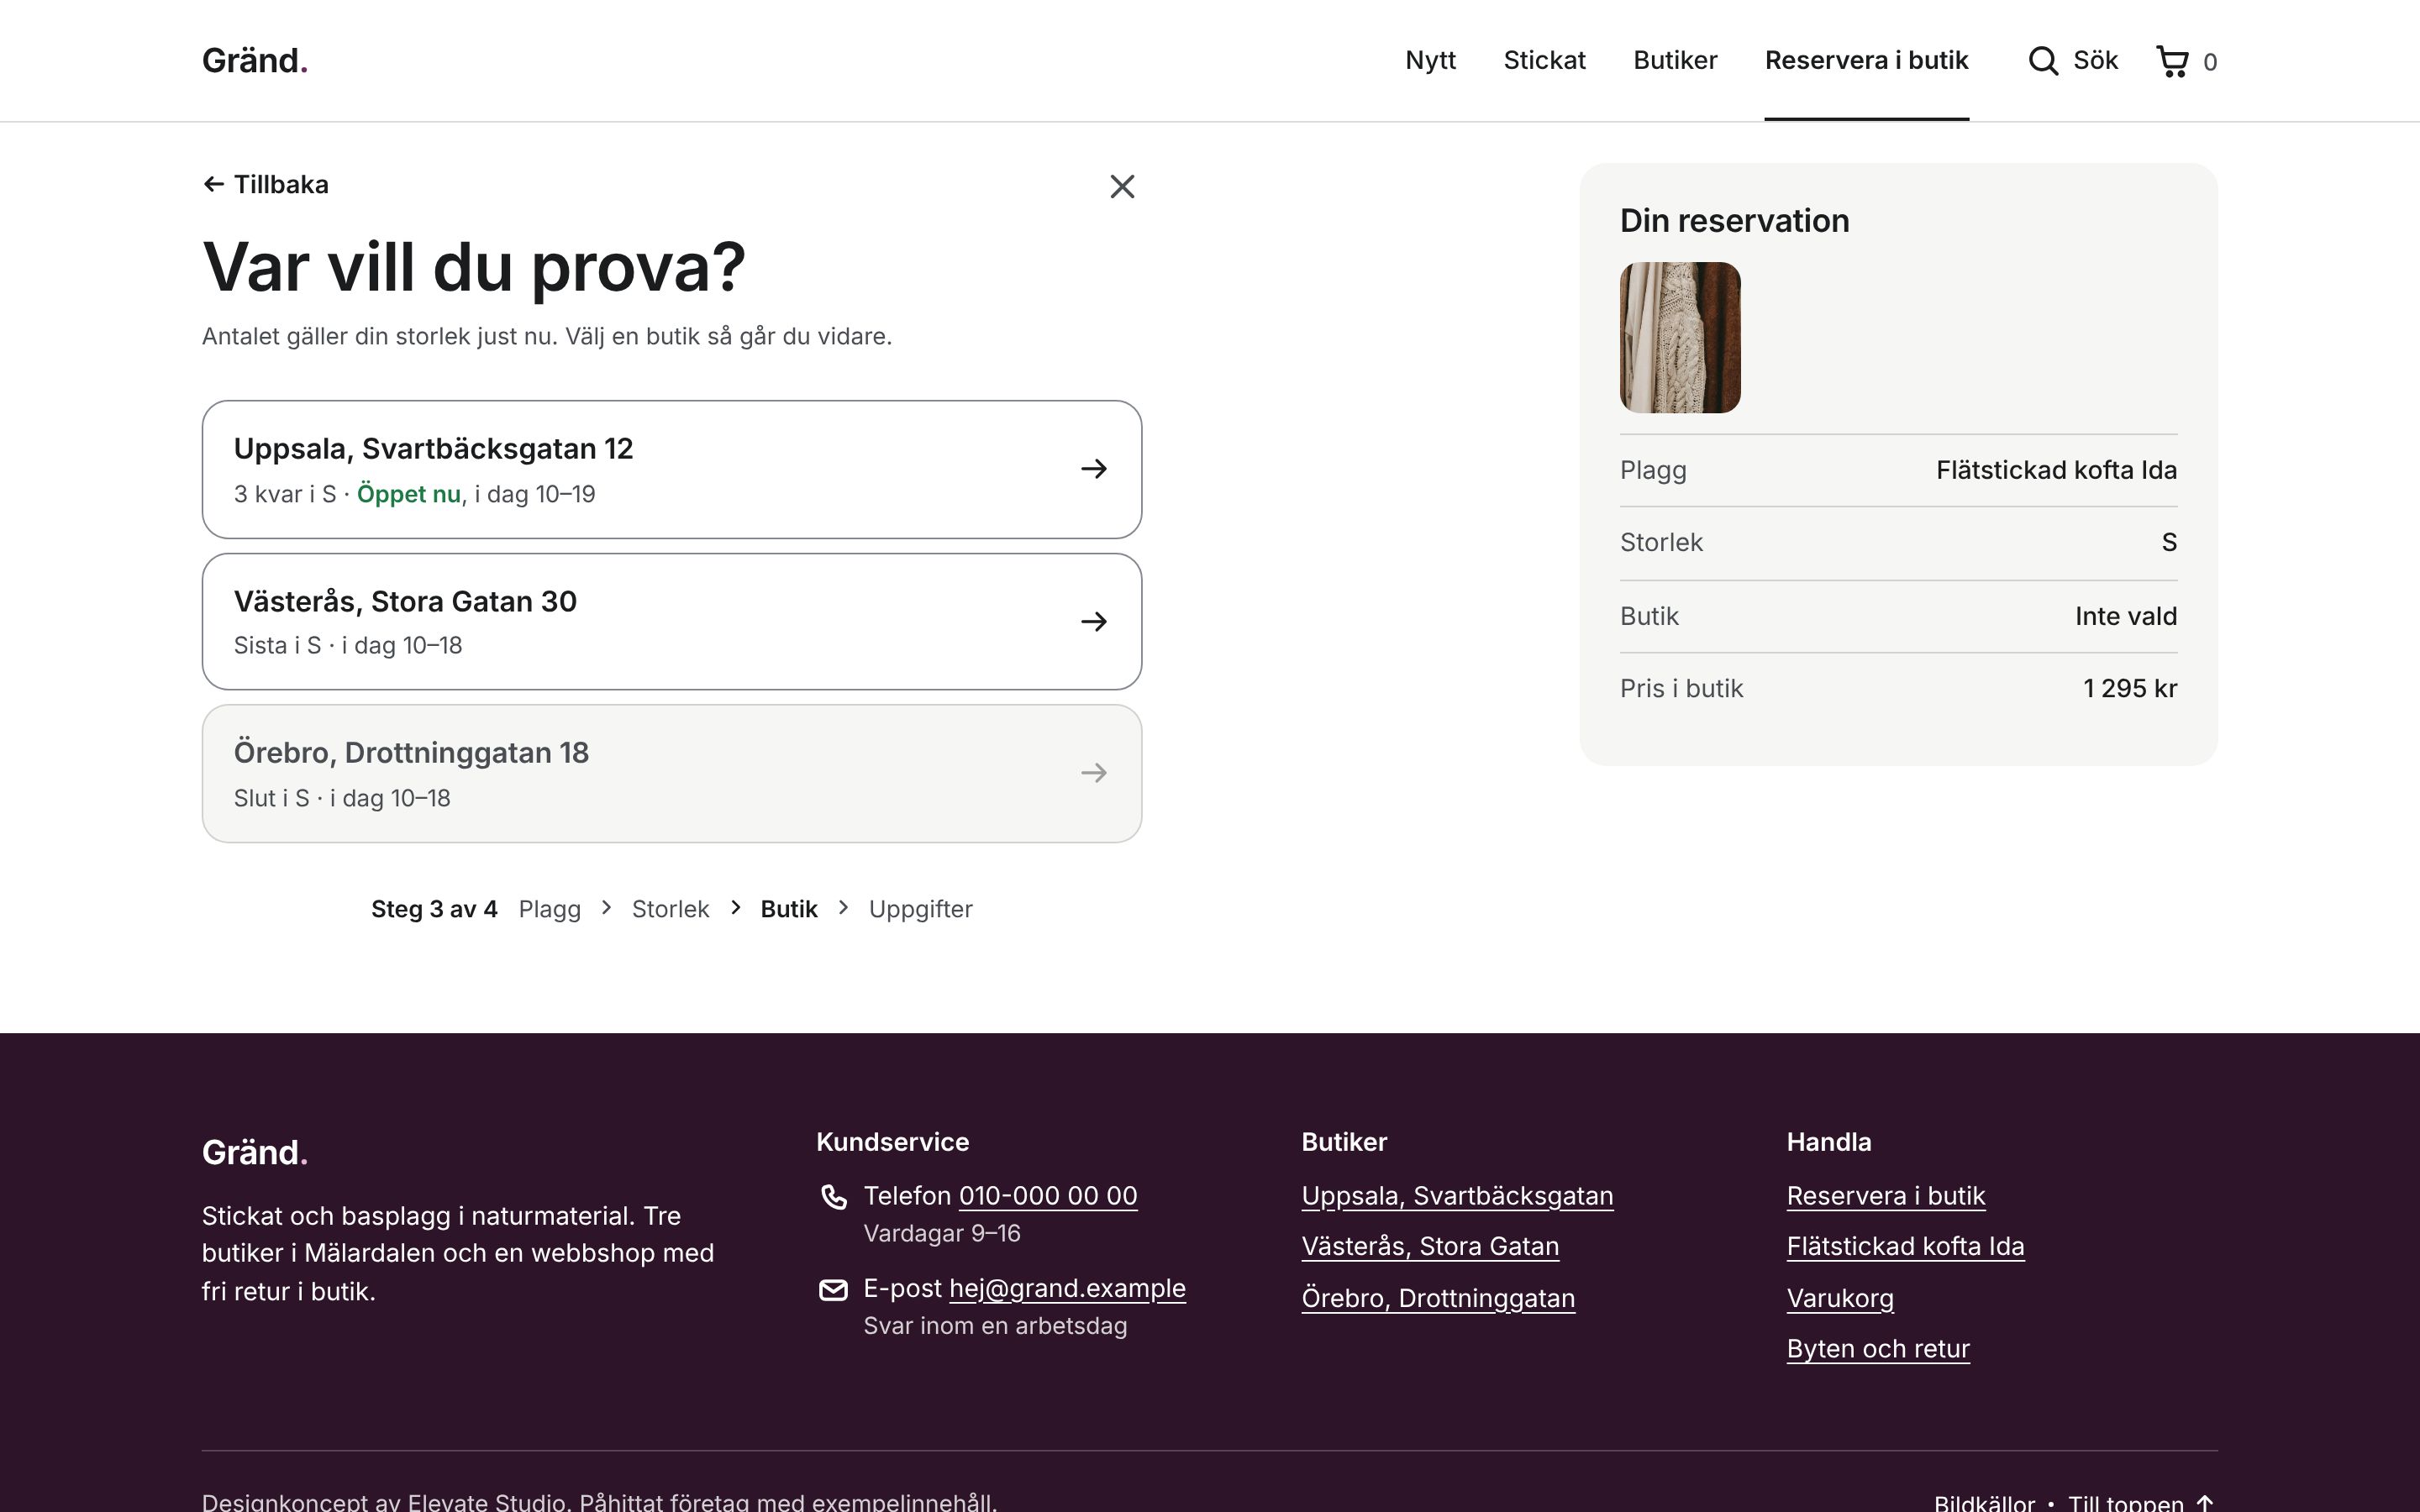 Gränd.
Nytt
Stickat
Butiker
Reservera i butik
Sök
0
Tillbaka
Var vill du prova?
Antalet gäller din storlek just nu. Välj en butik så går du vidare.
Uppsala, Svartbäcksgatan 12
3 kvar i S · Öppet nu, i dag 10–19
Västerås, Stora Gatan 30
Sista i S · i dag 10–18
Örebro, Drottninggatan 18
Slut i S · i dag 10–18
Steg 3 av 4 Plagg Storlek Butik Uppgifter
Din reservation
Plagg Flätstickad kofta Ida
Storlek S
Butik Inte vald
Pris i butik 1 295 kr
Gränd.
Stickat och basplagg i naturmaterial. Tre
butiker i Mälardalen och en webbshop med
fri retur i butik.
Kundservice
Telefon 010-000 00 00
Vardagar 9–16
E-post hej@grand.example
Svar inom en arbetsdag
Butiker
Uppsala, Svartbäcksgatan
Västerås, Stora Gatan
Örebro, Drottninggatan
Handla
Reservera i butik
Flätstickad kofta Ida
Varukorg
Byten och retur
Designkoncept av Elevate Studio. Påhittat företag med exempelinnehåll.
Bildkällor • Till toppen